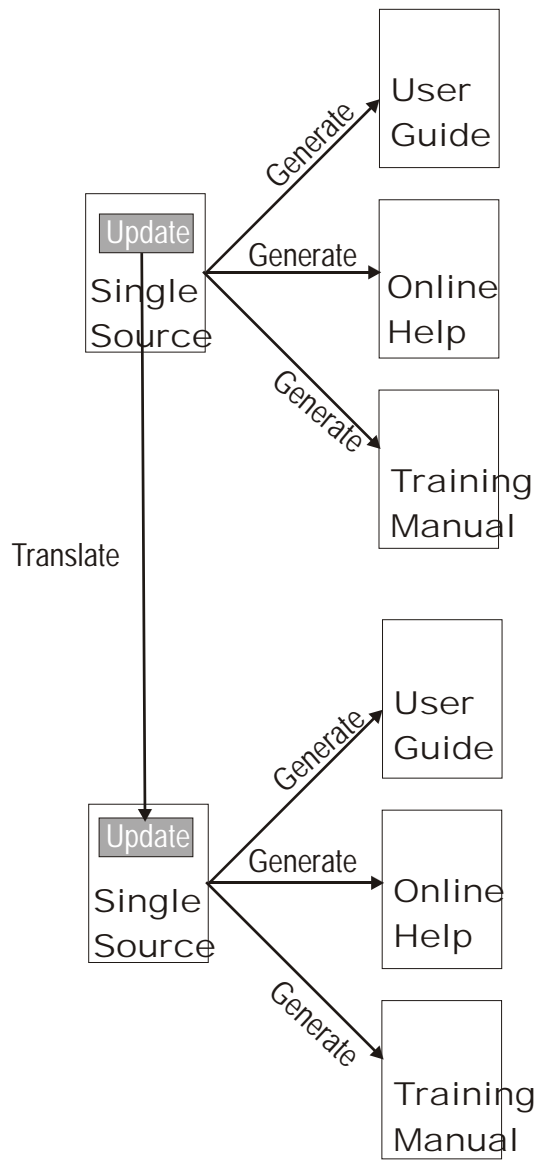 User
Guide
Generate
Update
Generate
Single
Source
Online
Help
Generate
Training
Manual
Translate
User
Guide
Generate
Update
Generate
Single
Source
Online
Help
Generate
Training
Manual